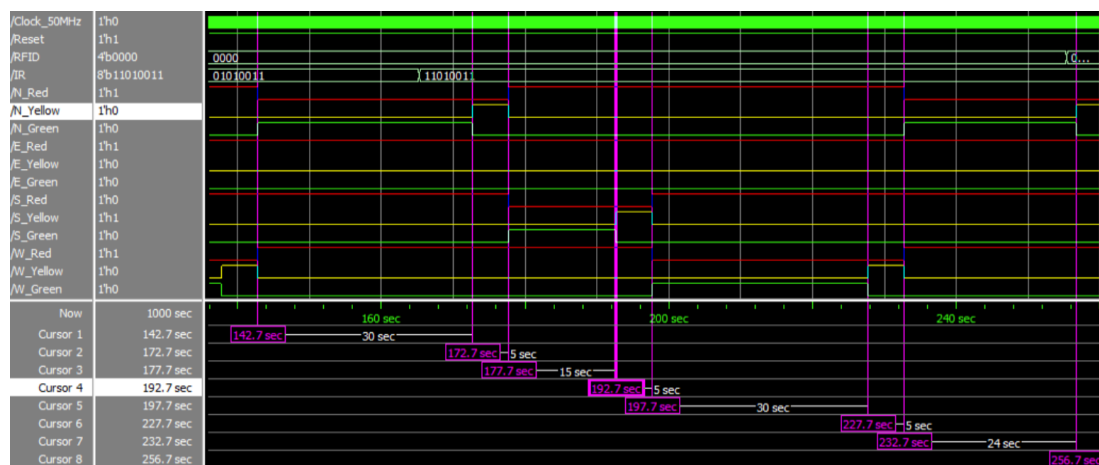 /Clock_50MHz 1'h0
/Reset 1'h1
/RFID 4'b0000 0000 0...
/IR 8'b11010011 01010011 11010011
/N_Red 1'h1
/N_Yellow 1'h0
/N_Green 1'h0
/E_Red 1'h1
/E_Yellow 1'h0
/E_Green 1'h0
/S_Red 1'h0
/S_Yellow 1'h1
/S_Green 1'h0
/W_Red 1'h1
/W_Yellow 1'h0
/W_Green 1'h0
Now 1000 sec 160 sec 200 sec 240 sec
Cursor 1 142.7 sec 142.7 sec 30 sec
Cursor 2 172.7 sec 172.7 sec 5 sec
Cursor 3 177.7 sec 177.7 sec 15 sec
Cursor 4 192.7 sec 192.7 sec 5 sec
Cursor 5 197.7 sec 197.7 sec 30 sec
Cursor 6 227.7 sec 227.7 sec 5 sec
Cursor 7 232.7 sec 232.7 sec 24 sec
Cursor 8 256.7 sec 256.7 sec